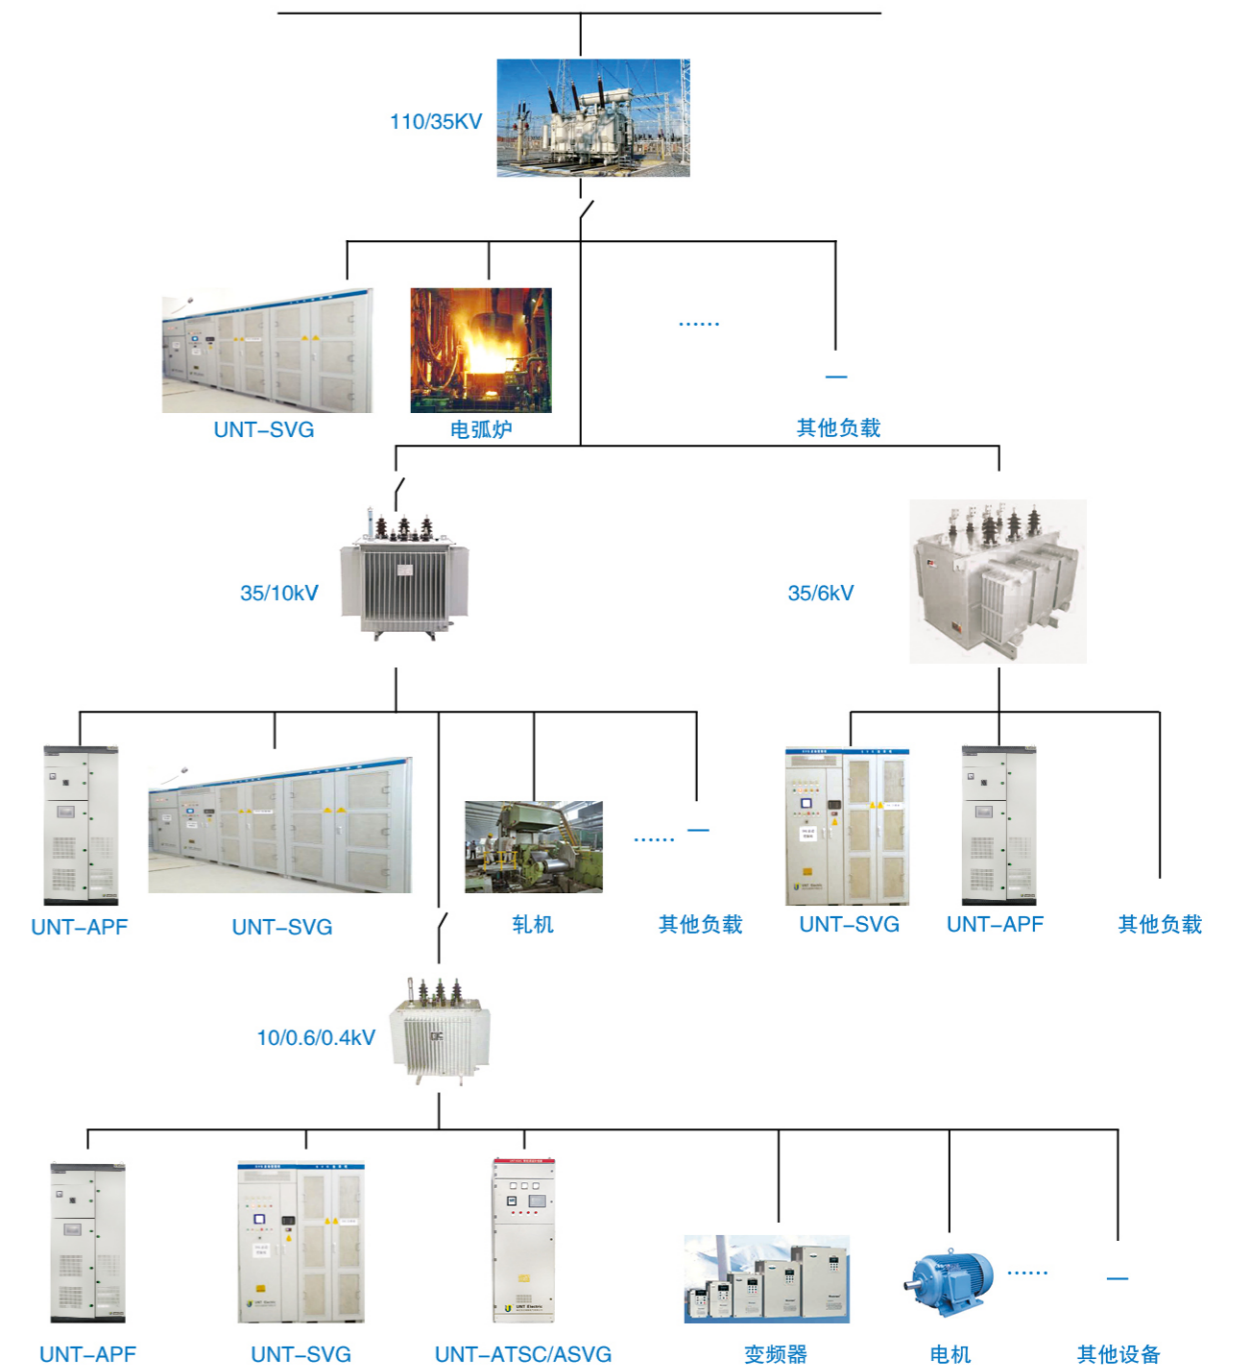 110/35KV
……
—
UNT-SVG
电弧炉
其他负载
35/10kV
35/6kV
……
—
UNT-APF
UNT-SVG
轧机
其他负载
UNT-SVG
UNT-APF
其他负载
10/0.6/0.4kV
UNT Electric
……
—
UNT-APF
UNT-SVG
UNT-ATSC/ASVG
变频器
电机
其他设备